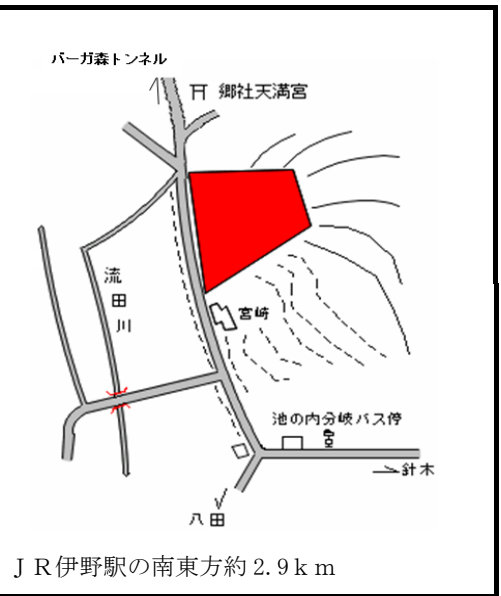 バーガ森トンネル
郷社天満宮
流田川
宮崎
池の内分岐バス停
針木
八田
ＪＲ伊野駅の南東方約2.9ｋｍ